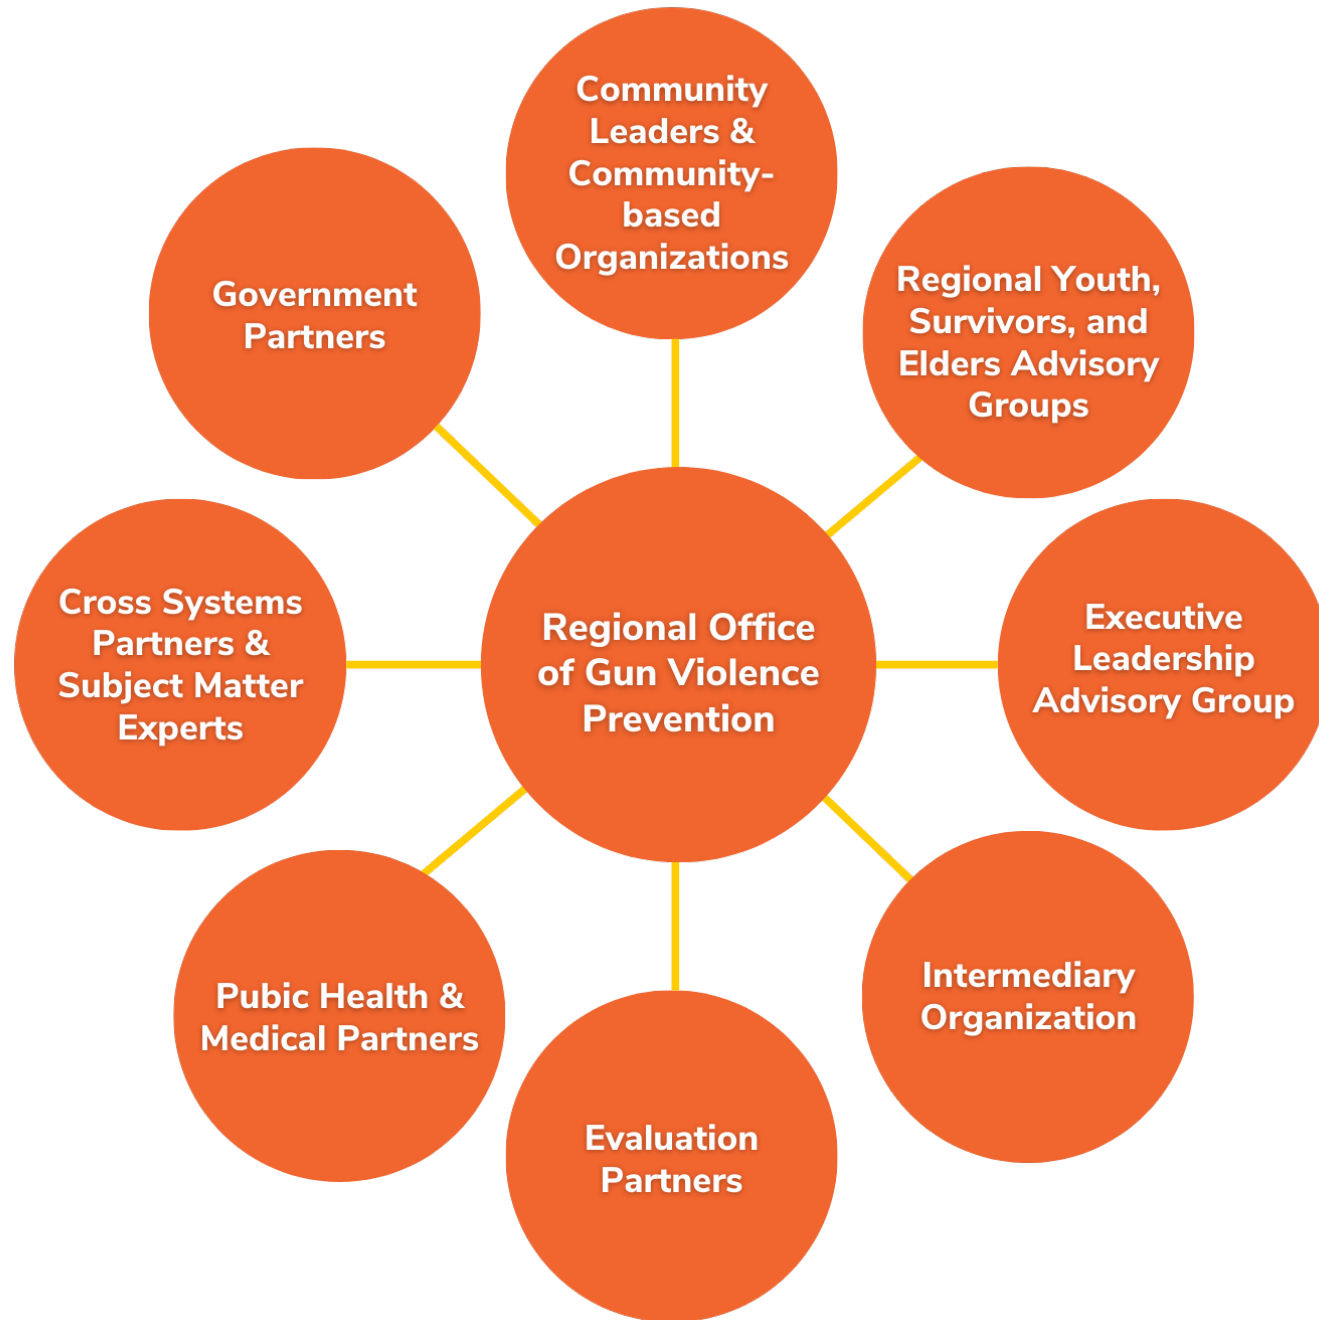 Community
Leaders &
Community-
based
Organizations
Regional Youth,
Survivors, and
Elders Advisory
Groups
Executive
Leadership
Advisory Group
Intermediary
Organization
Evaluation
Partners
Pubic Health &
Medical Partners
Cross Systems
Partners &
Subject Matter
Experts
Government
Partners
Regional Office
of Gun Violence
Prevention